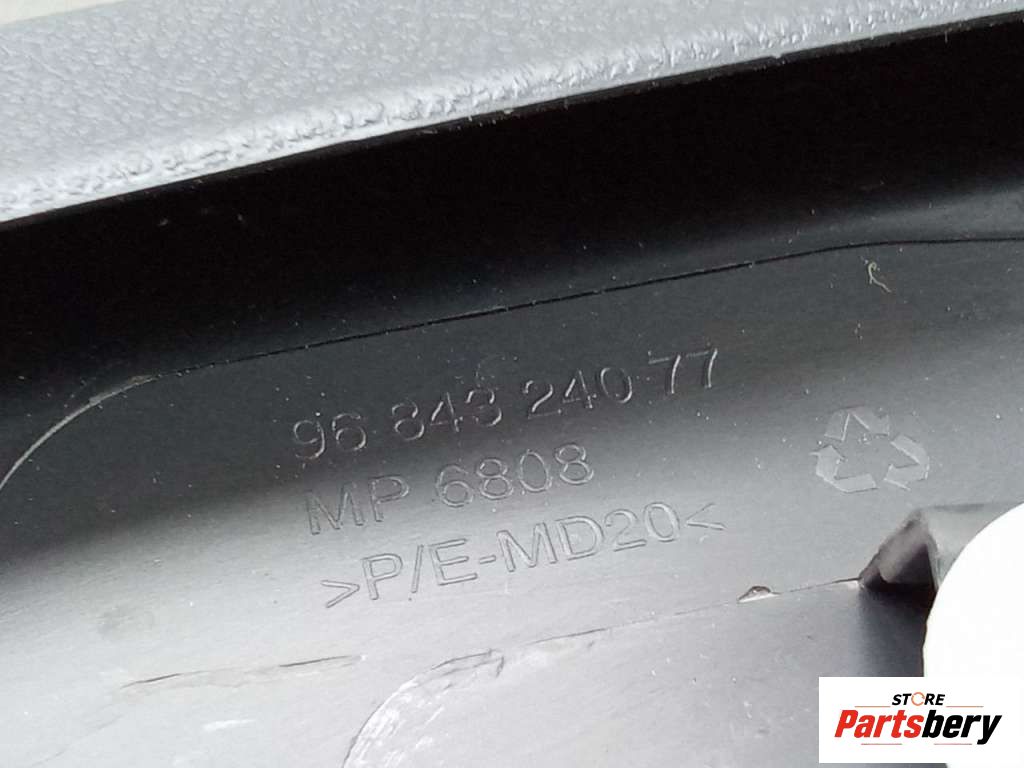 96 843 240 77
MP 6808
>P/E-MD20<
STORE
Partsbery